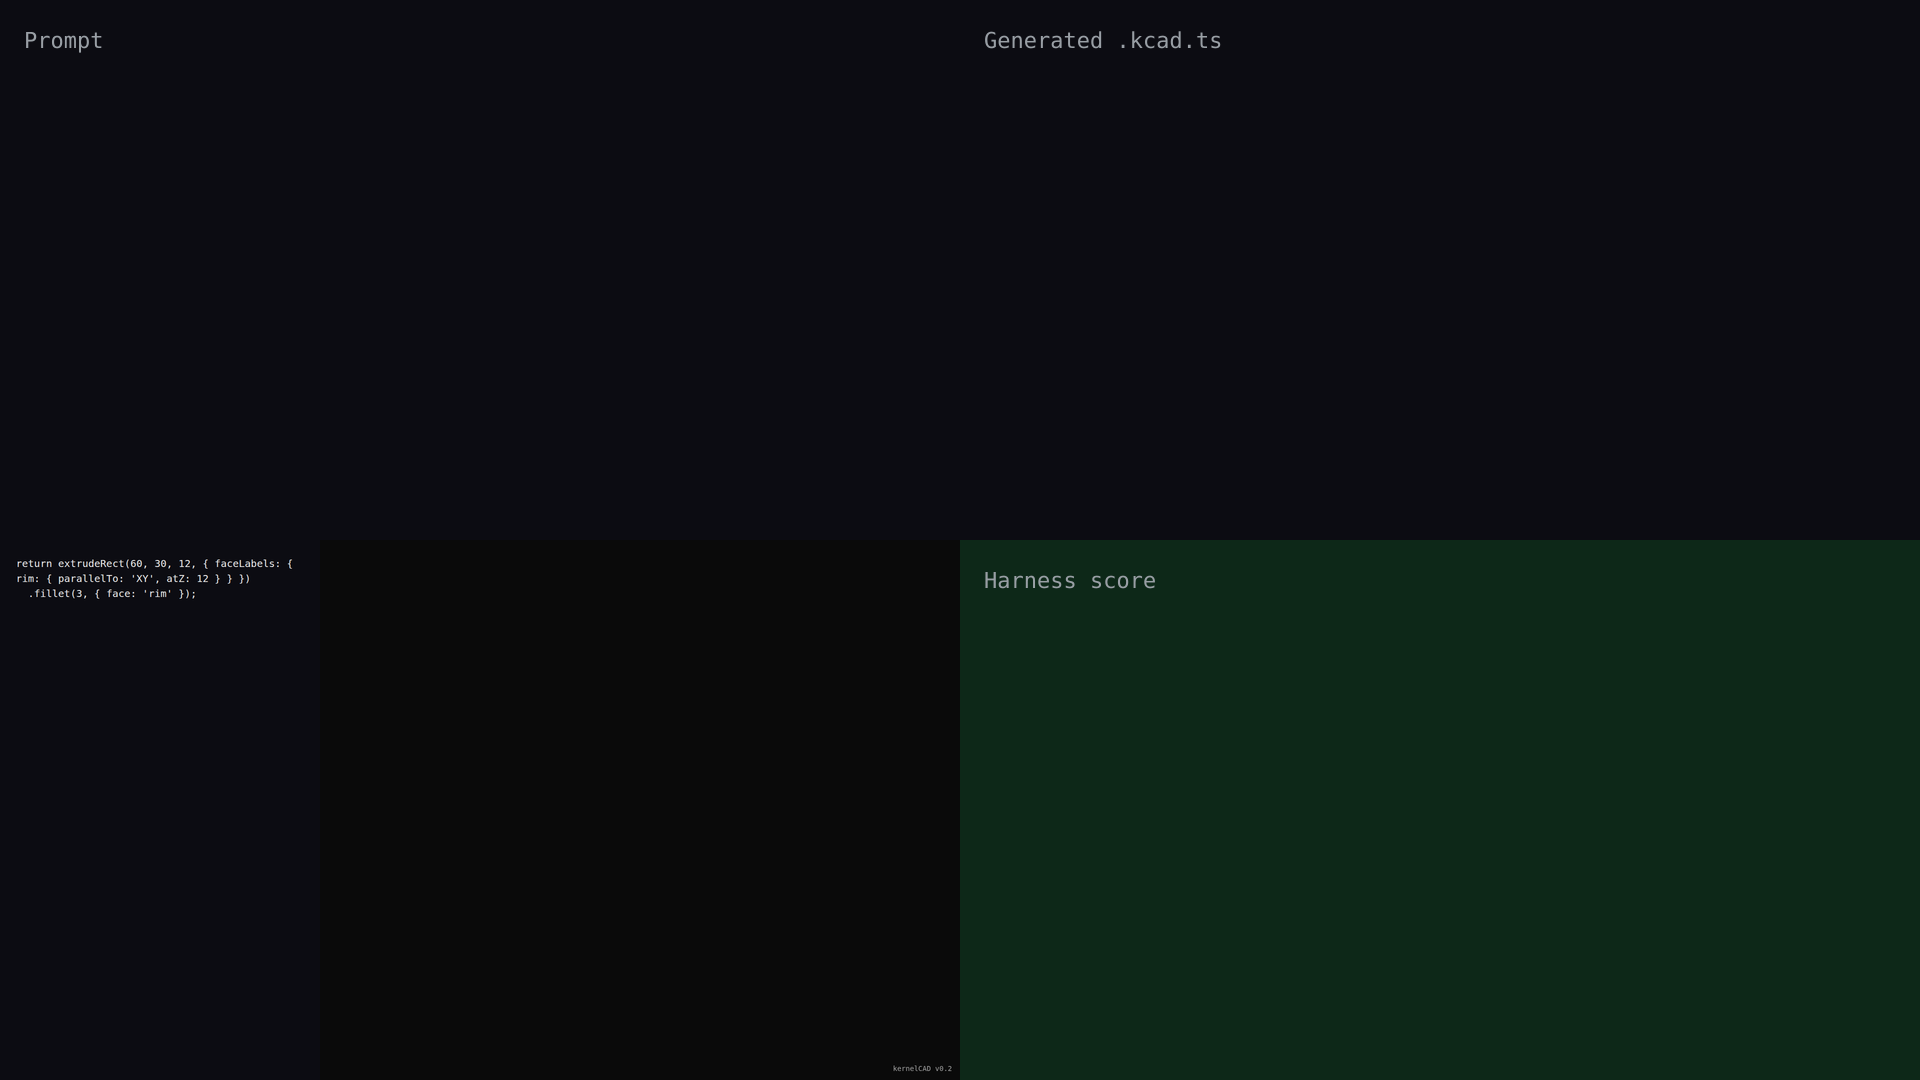 Prompt
Generated .kcad.ts
return extrudeRect(60, 30, 12, { faceLabels: {
rim: { parallelTo: 'XY', atZ: 12 } } })
  .fillet(3, { face: 'rim' });
Harness score
kernelCAD v0.2